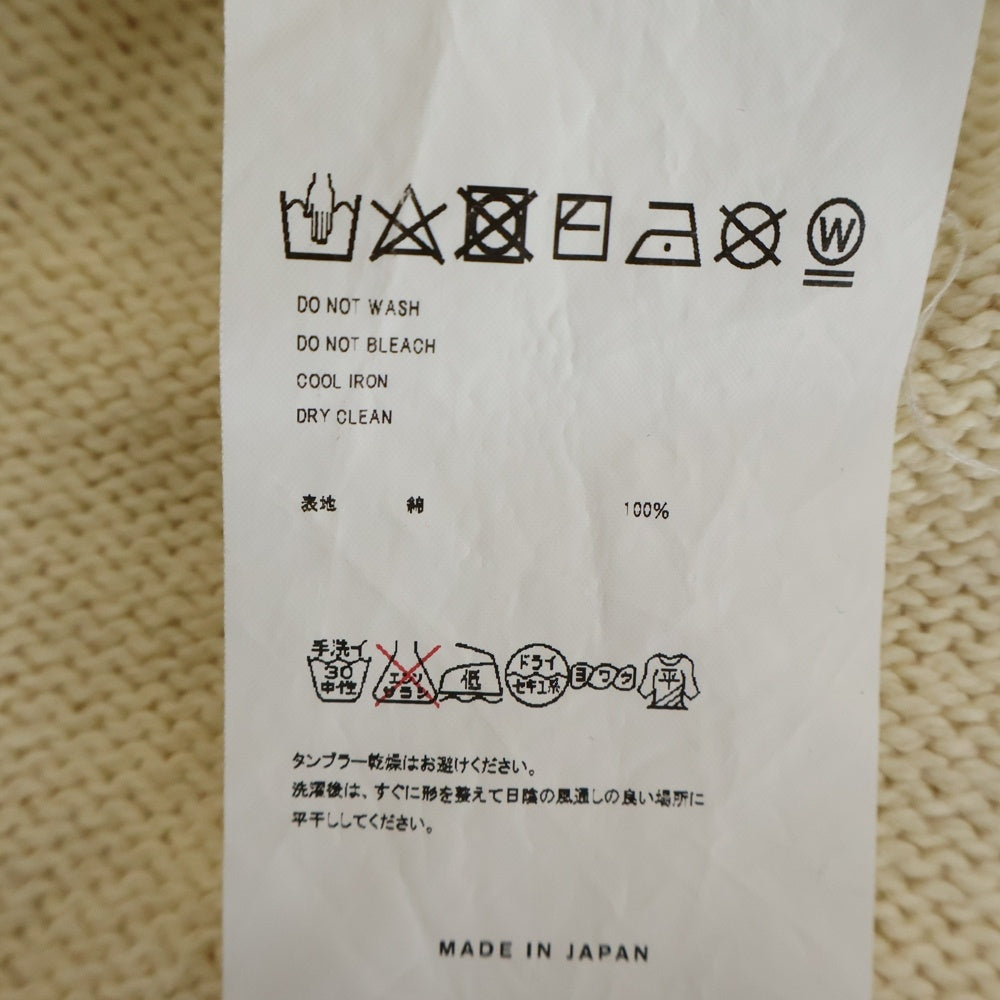 W
DO NOT WASH
DO NOT BLEACH
COOL IRON
DRY CLEAN
表地 綿 100%
手洗イ
30
中性
エンソ
サラシ
低
ドライ
セキユ系
ヨワク
平
タンブラー乾燥はお避けください。
洗濯後は、すぐに形を整えて日陰の風通しの良い場所に
平干ししてください。
MADE IN JAPAN